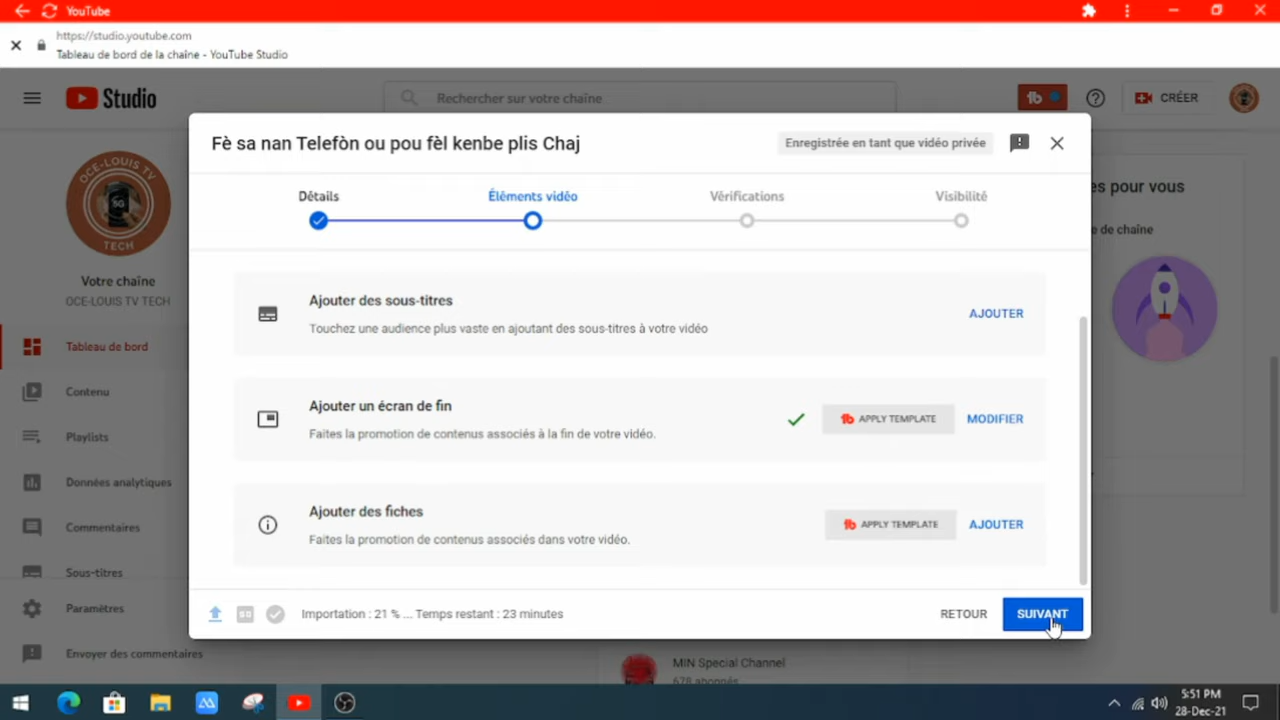 YouTube
https://studio.youtube.com
Tableau de bord de la chaîne - YouTube Studio
Studio
Rechercher sur votre chaîne
CRÉER
Fè sa nan Telefòn ou pou fèl kenbe plis Chaj
Enregistrée en tant que vidéo privée
Détails
Éléments vidéo
Vérifications
Visibilité
Ajouter des sous-titres
Touchez une audience plus vaste en ajoutant des sous-titres à votre vidéo
AJOUTER
Ajouter un écran de fin
Faites la promotion de contenus associés à la fin de votre vidéo.
APPLY TEMPLATE
MODIFIER
Ajouter des fiches
Faites la promotion de contenus associés dans votre vidéo.
APPLY TEMPLATE
AJOUTER
SD
Importation : 21 % ... Temps restant : 23 minutes
RETOUR
SUIVANT
OCE-LOUIS TV
5G
TECH
Votre chaîne
OCE-LOUIS TV TECH
Tableau de bord
Contenu
Playlists
Données analytiques
Commentaires
Sous-titres
Paramètres
Envoyer des commentaires
es pour vous
e de chaîne
MIN Special Channel
678 abonnés
5:51 PM
28-Dec-21